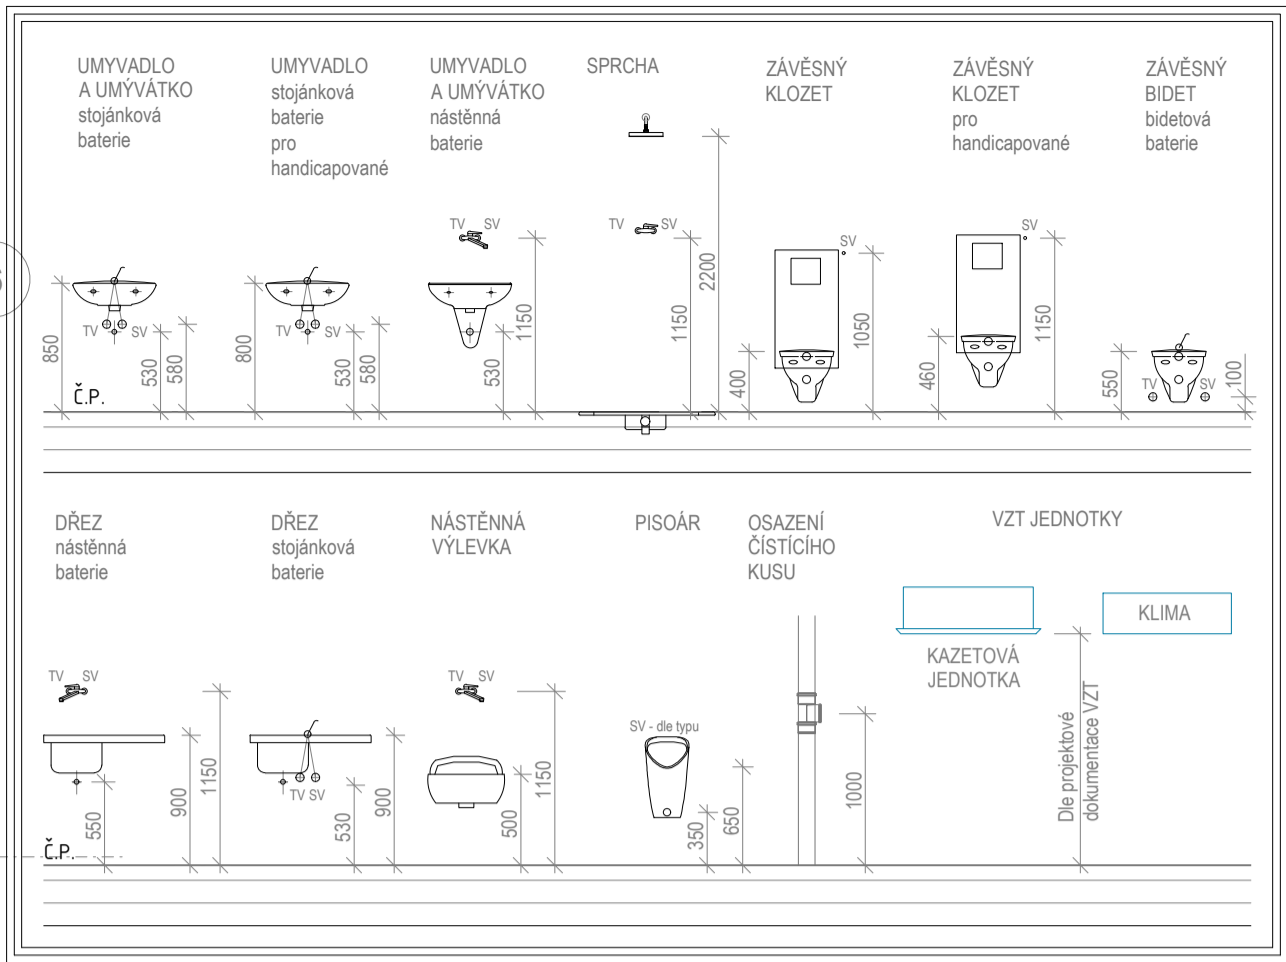 UMYVADLO
A UMÝVÁTKO
stojánková
baterie
UMYVADLO
stojánková
baterie
pro
handicapované
UMYVADLO
A UMÝVÁTKO
nástěnná
baterie
SPRCHA
ZÁVĚSNÝ
KLOZET
ZÁVĚSNÝ
KLOZET
pro
handicapované
ZÁVĚSNÝ
BIDET
bidetová
baterie
TV SV
850
530
580
Č.P.
TV SV
800
530
580
TV SV
1150
530
TV SV
2200
1150
SV
1050
400
SV
1150
460
TV SV
550
100
DŘEZ
nástěnná
baterie
DŘEZ
stojánková
baterie
NÁSTĚNNÁ
VÝLEVKA
PISOÁR
OSAZENÍ
ČÍSTÍCÍHO
KUSU
VZT JEDNOTKY
TV SV
550
900
1150
Č.P.
TV SV
530
900
TV SV
500
1150
SV - dle typu
350
650
1000
KAZETOVÁ
JEDNOTKA
KLIMA
Dle projektové
dokumentace VZT